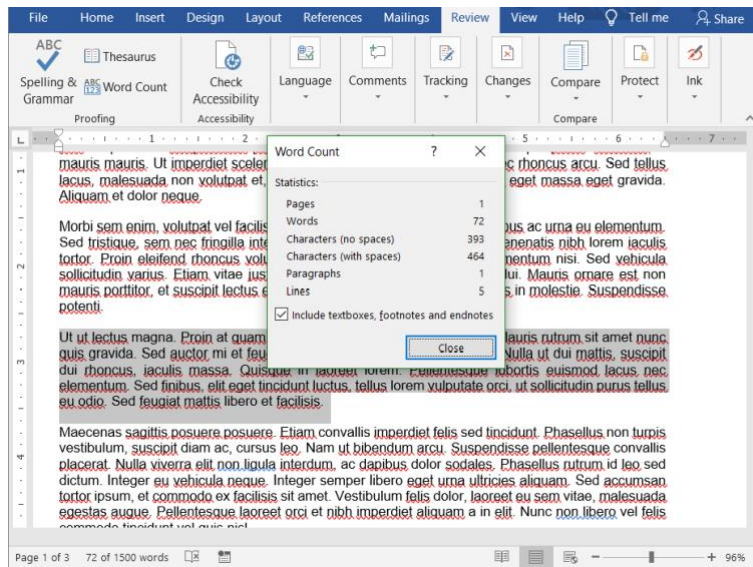 File Home Insert Design Layout References Mailings Review View Help Tell me Share
ABC
Spelling & Grammar
Thesaurus
ABC 123 Word Count
Proofing
Check Accessibility
Accessibility
Language
Comments
Tracking
Changes
Compare
Compare
Protect
Ink
L 1 2 5 6 7
mauris mauris. Ut imperdiet sceler c rhoncus arcu. Sed tellus
lacus, malesuada non volutpat et, eget massa eget gravida.
Aliquam et dolor neque.
Morbi sem enim, volutpat vel facilis us ac urna eu elementum.
Sed tristique, sem nec fringilla inte enenatis nibh lorem iaculis
tortor. Proin eleifend rhoncus volu mentum nisi. Sed vehicula
sollicitudin varius. Etiam vitae jus lui. Mauris ornare est non
mauris porttitor, et suscipit lectus e s in molestie. Suspendisse
potenti.
Word Count ? ×
Statistics:
Pages 1
Words 72
Characters (no spaces) 393
Characters (with spaces) 464
Paragraphs 1
Lines 5
Include textboxes, footnotes and endnotes
Close
Ut ut lectus magna. Proin at quam lauris rutrum sit amet nunc
quis gravida. Sed auctor mi et feu Nulla ut dui mattis, suscipit
dui rhoncus, iaculis massa. Quisque in laoreet lorem. Pellentesque lobortis euismod lacus nec
elementum. Sed finibus, elit eget tincidunt luctus, tellus lorem vulputate orci, ut sollicitudin purus tellus
eu odio. Sed feugiat mattis libero et facilisis.
Maecenas sagittis posuere posuere. Etiam convallis imperdiet felis sed tincidunt. Phasellus non turpis
vestibulum, suscipit diam ac, cursus leo. Nam ut bibendum arcu. Suspendisse pellentesque convallis
placerat. Nulla viverra elit non ligula interdum, ac dapibus dolor sodales. Phasellus rutrum id leo sed
dictum. Integer eu vehicula neque. Integer semper libero eget urna ultricies aliquam. Sed accumsan
tortor ipsum, et commodo ex facilisis sit amet. Vestibulum felis dolor, laoreet eu sem vitae, malesuada
egestas augue. Pellentesque laoreet orci et nibh imperdiet aliquam a in elit. Nunc non libero vel felis
commodo tincidunt vel quis nisl
Page 1 of 3 72 of 1500 words 96%